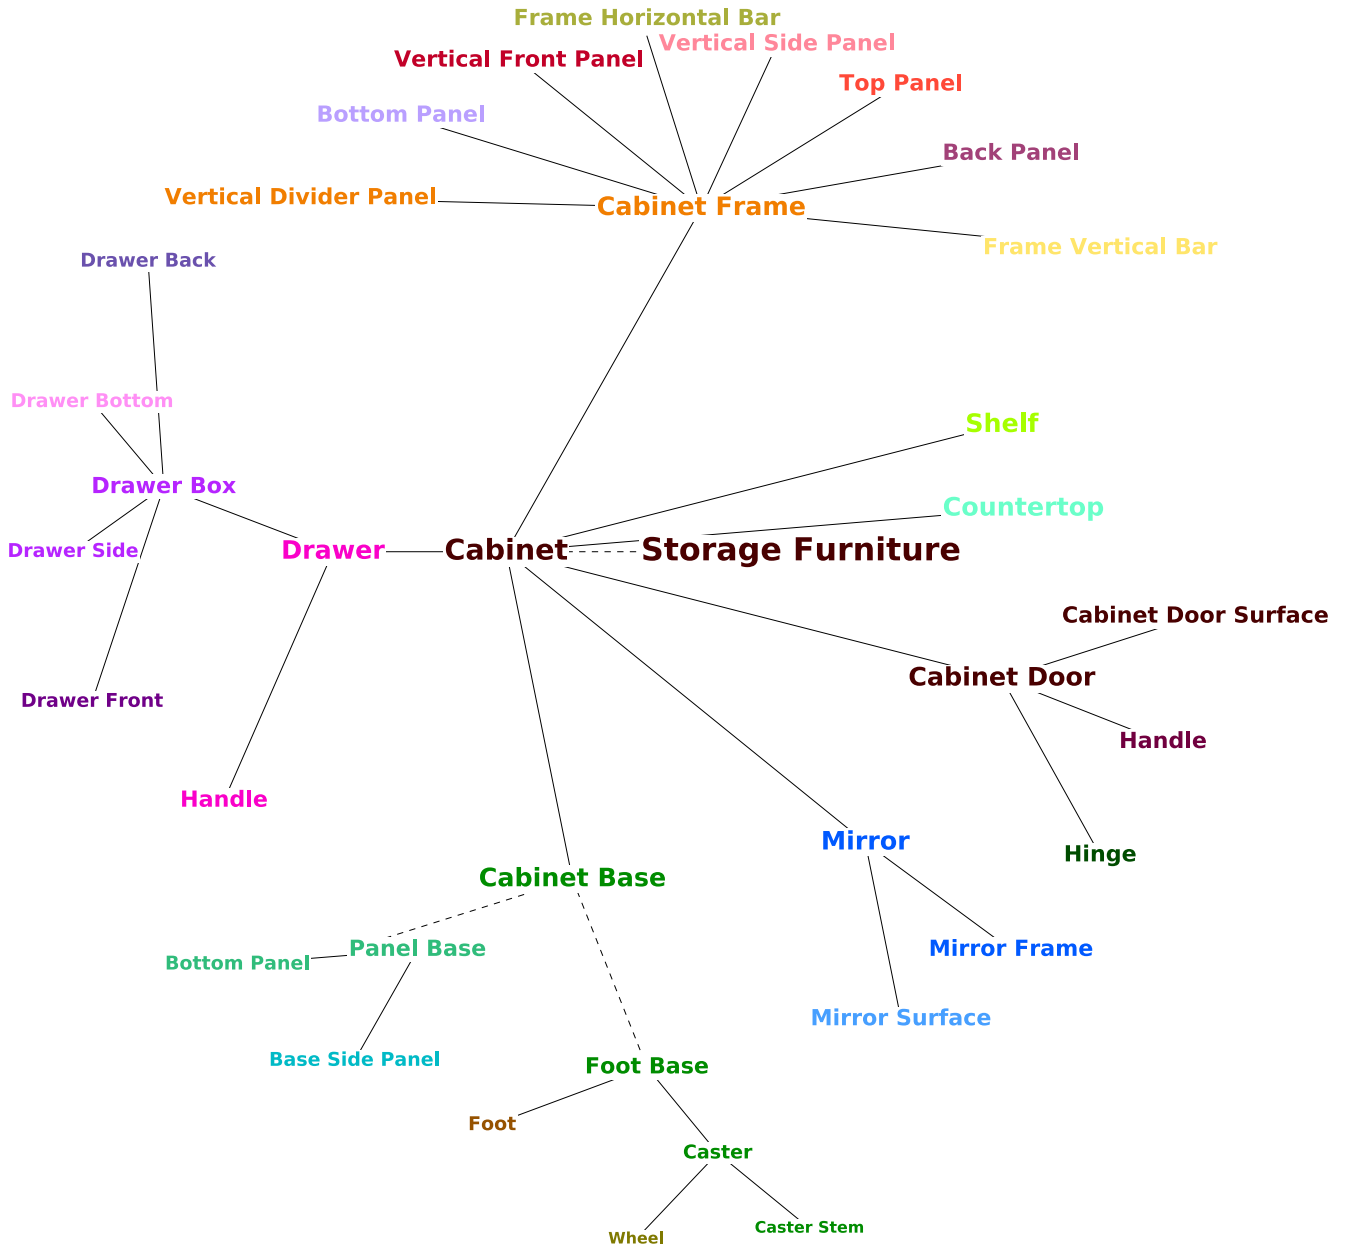 Frame Horizontal Bar
Vertical Side Panel
Vertical Front Panel
Top Panel
Bottom Panel
Back Panel
Vertical Divider Panel
Cabinet Frame
Frame Vertical Bar
Drawer Back
Drawer Bottom
Shelf
Drawer Box
Countertop
Drawer Side
Drawer
Cabinet
Storage Furniture
Cabinet Door Surface
Cabinet Door
Drawer Front
Handle
Handle
Mirror
Hinge
Cabinet Base
Panel Base
Mirror Frame
Bottom Panel
Mirror Surface
Base Side Panel
Foot Base
Foot
Caster
Caster Stem
Wheel